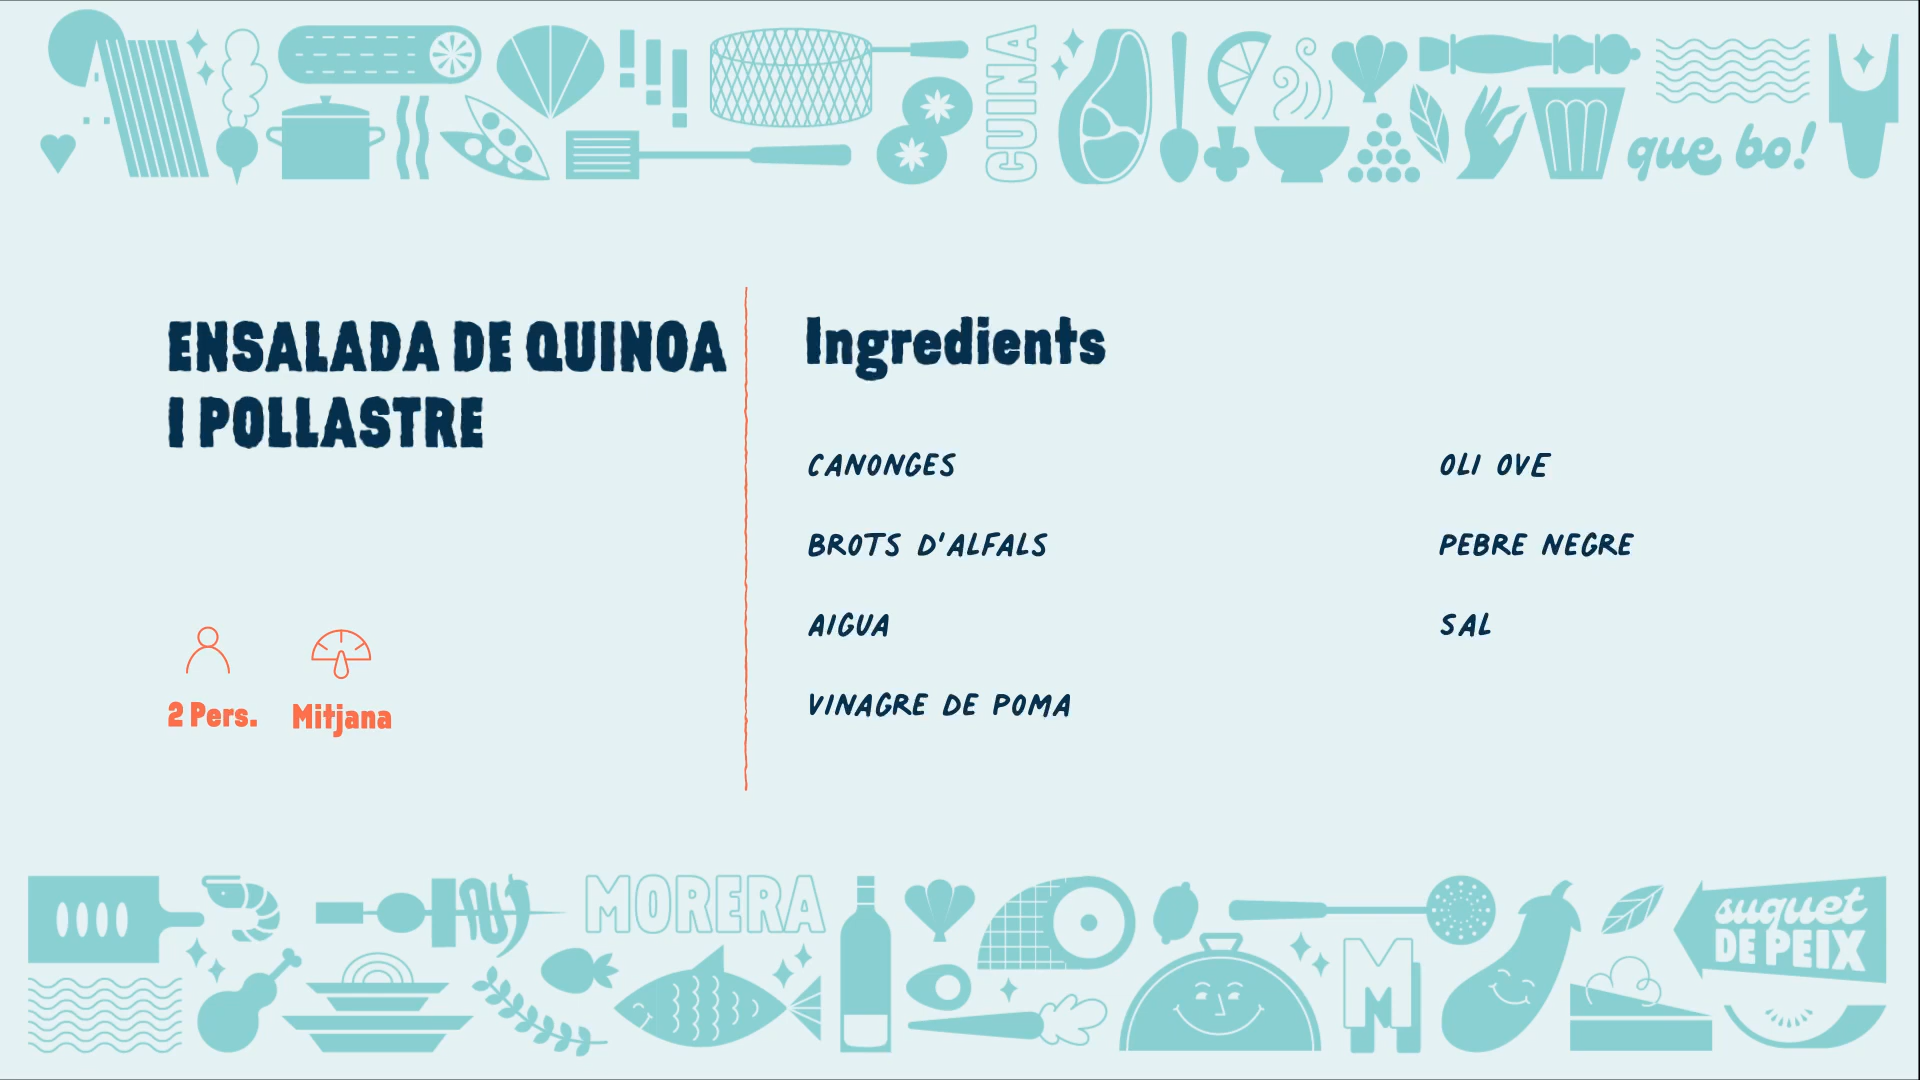 CUINA
que bo!
ENSALADA DE QUINOA
I POLLASTRE
2 Pers.
Mitjana
Ingredients
CANONGES
BROTS D'ALFALS
AIGUA
VINAGRE DE POMA
OLI OVE
PEBRE NEGRE
SAL
MORERA
M
suquet
DE PEIX